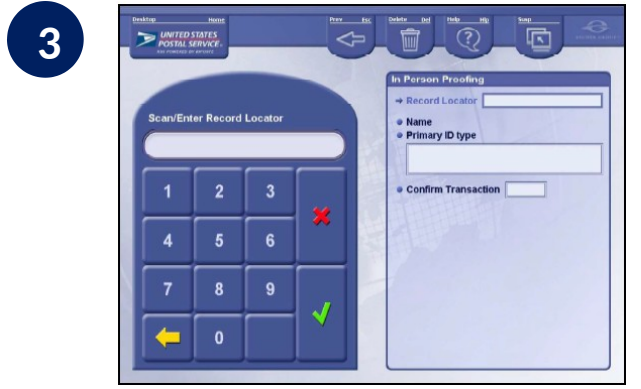 3
Desktop Home Prev Esc Delete Del Help Hlp Susp
UNITED STATES
POSTAL SERVICE
In Person Proofing
Record Locator
Scan/Enter Record Locator
Name
Primary ID type
1 2 3
Confirm Transaction
4 5 6
7 8 9
0